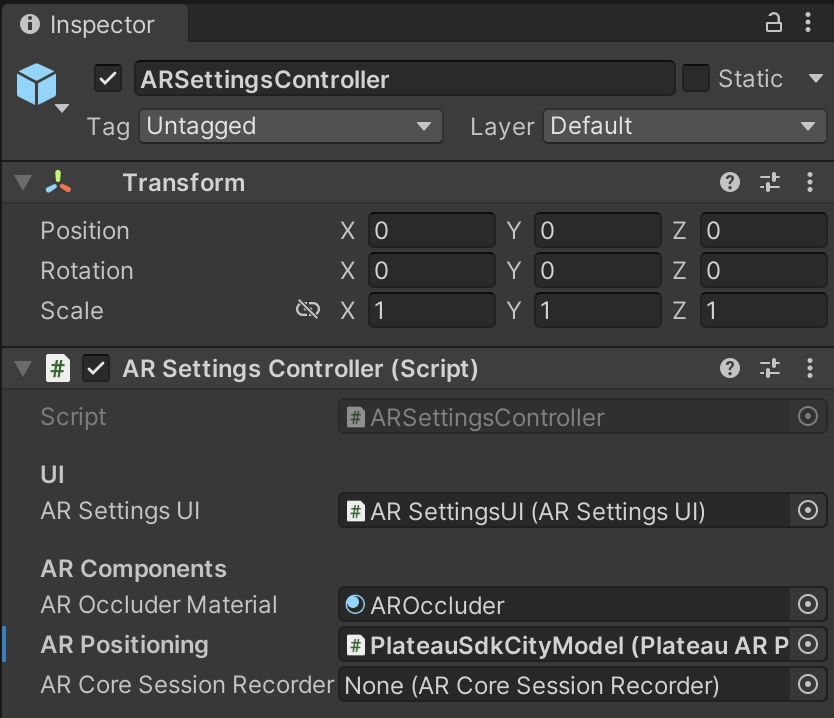 Inspector
ARSettingsController Static
Tag Untagged Layer Default
Transform
Position X 0 Y 0 Z 0
Rotation X 0 Y 0 Z 0
Scale X 1 Y 1 Z 1
# AR Settings Controller (Script)
Script # ARSettingsController
UI
AR Settings UI # AR SettingsUI (AR Settings UI)
AR Components
AR Occluder Material AROccluder
AR Positioning # PlateauSdkCityModel (Plateau AR P
AR Core Session Recorder None (AR Core Session Recorder)